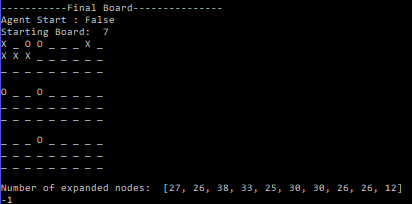 -----------Final Board---------------
Agent Start : False
Starting Board:  7
X _ O O _ _ _ X _
X X X _ _ _ _ _ _
_ _ _ _ _ _ _ _ _
O _ _ O _ _ _ _ _
_ _ _ _ _ _ _ _ _
_ _ _ _ _ _ _ _ _
_ _ _ O _ _ _ _ _
_ _ _ _ _ _ _ _ _
_ _ _ _ _ _ _ _ _
Number of expanded nodes:  [27, 26, 38, 33, 25, 30, 30, 26, 26, 12]
-1